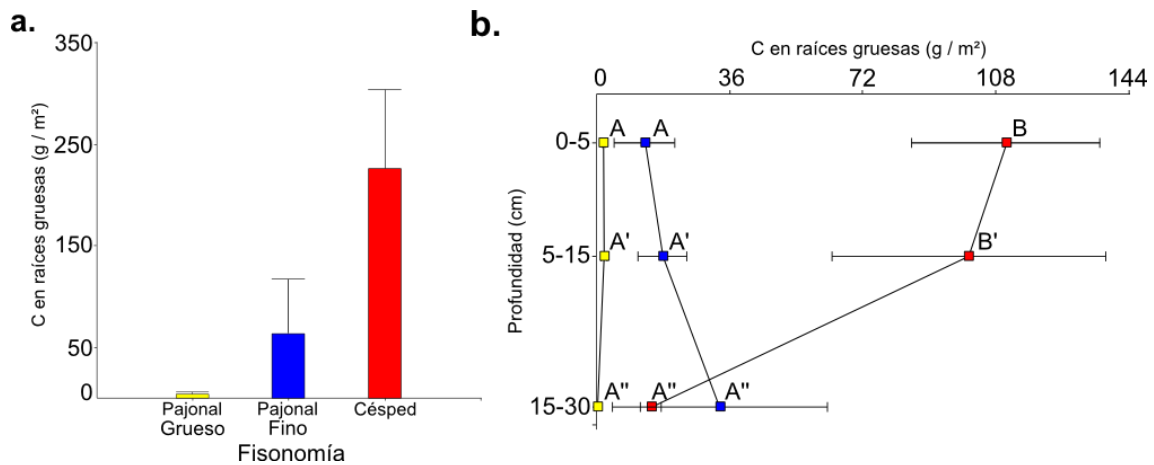 a.
C en raíces gruesas (g / m²)
350
250
150
50
0
Pajonal Grueso
Pajonal Fino
Césped
Fisonomía
b.
C en raíces gruesas (g / m²)
0 36 72 108 144
Profundidad (cm)
0-5 A A B
5-15 A' A' B'
15-30 A" A" A"